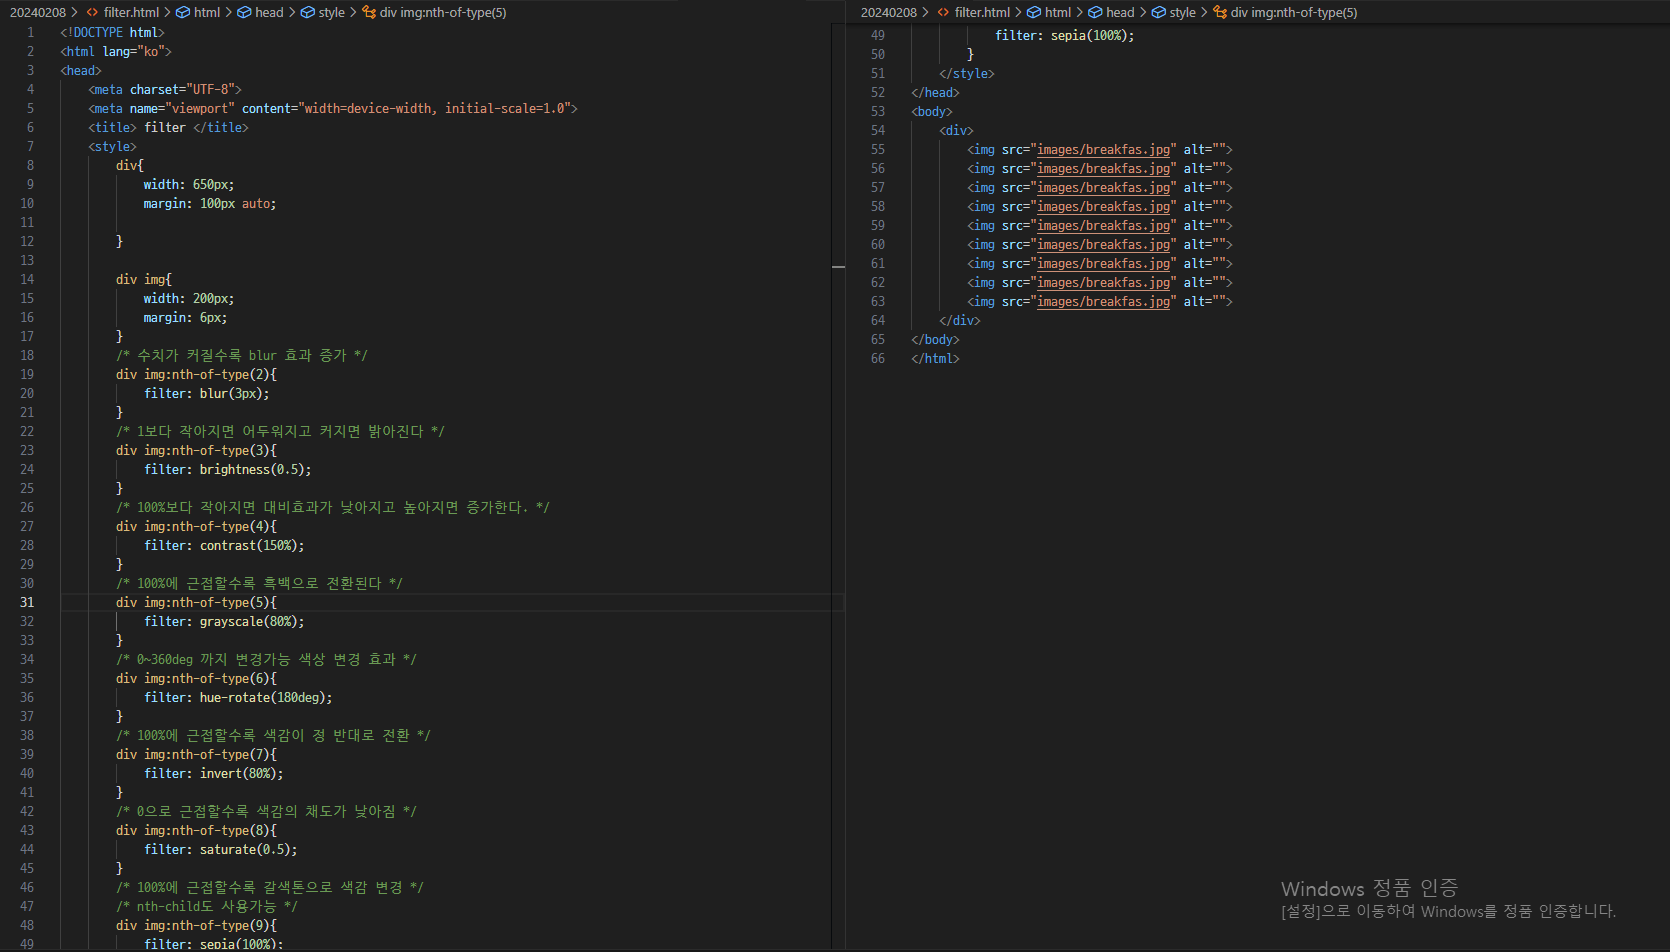 20240208 > <> filter.html > html > head > style > div img:nth-of-type(5)
1 <!DOCTYPE html>
2 <html lang="ko">
3 <head>
4 <meta charset="UTF-8">
5 <meta name="viewport" content="width=device-width, initial-scale=1.0">
6 <title> filter </title>
7 <style>
8 div{
9 width: 650px;
10 margin: 100px auto;
11
12 }
13
14 div img{
15 width: 200px;
16 margin: 6px;
17 }
18 /* 수치가 커질수록 blur 효과 증가 */
19 div img:nth-of-type(2){
20 filter: blur(3px);
21 }
22 /* 1보다 작아지면 어두워지고 커지면 밝아진다 */
23 div img:nth-of-type(3){
24 filter: brightness(0.5);
25 }
26 /* 100%보다 작아지면 대비효과가 낮아지고 높아지면 증가한다. */
27 div img:nth-of-type(4){
28 filter: contrast(150%);
29 }
30 /* 100%에 근접할수록 흑백으로 전환된다 */
31 div img:nth-of-type(5){
32 filter: grayscale(80%);
33 }
34 /* 0~360deg 까지 변경가능 색상 변경 효과 */
35 div img:nth-of-type(6){
36 filter: hue-rotate(180deg);
37 }
38 /* 100%에 근접할수록 색감이 정 반대로 전환 */
39 div img:nth-of-type(7){
40 filter: invert(80%);
41 }
42 /* 0으로 근접할수록 색감의 채도가 낮아짐 */
43 div img:nth-of-type(8){
44 filter: saturate(0.5);
45 }
46 /* 100%에 근접할수록 갈색톤으로 색감 변경 */
47 /* nth-child도 사용가능 */
48 div img:nth-of-type(9){
49 filter: sepia(100%);
20240208 > <> filter.html > html > head > style > div img:nth-of-type(5)
49 filter: sepia(100%);
50 }
51 </style>
52 </head>
53 <body>
54 <div>
55 <img src="images/breakfas.jpg" alt="">
56 <img src="images/breakfas.jpg" alt="">
57 <img src="images/breakfas.jpg" alt="">
58 <img src="images/breakfas.jpg" alt="">
59 <img src="images/breakfas.jpg" alt="">
60 <img src="images/breakfas.jpg" alt="">
61 <img src="images/breakfas.jpg" alt="">
62 <img src="images/breakfas.jpg" alt="">
63 <img src="images/breakfas.jpg" alt="">
64 </div>
65 </body>
66 </html>
Windows 정품 인증
[설정]으로 이동하여 Windows를 정품 인증합니다.